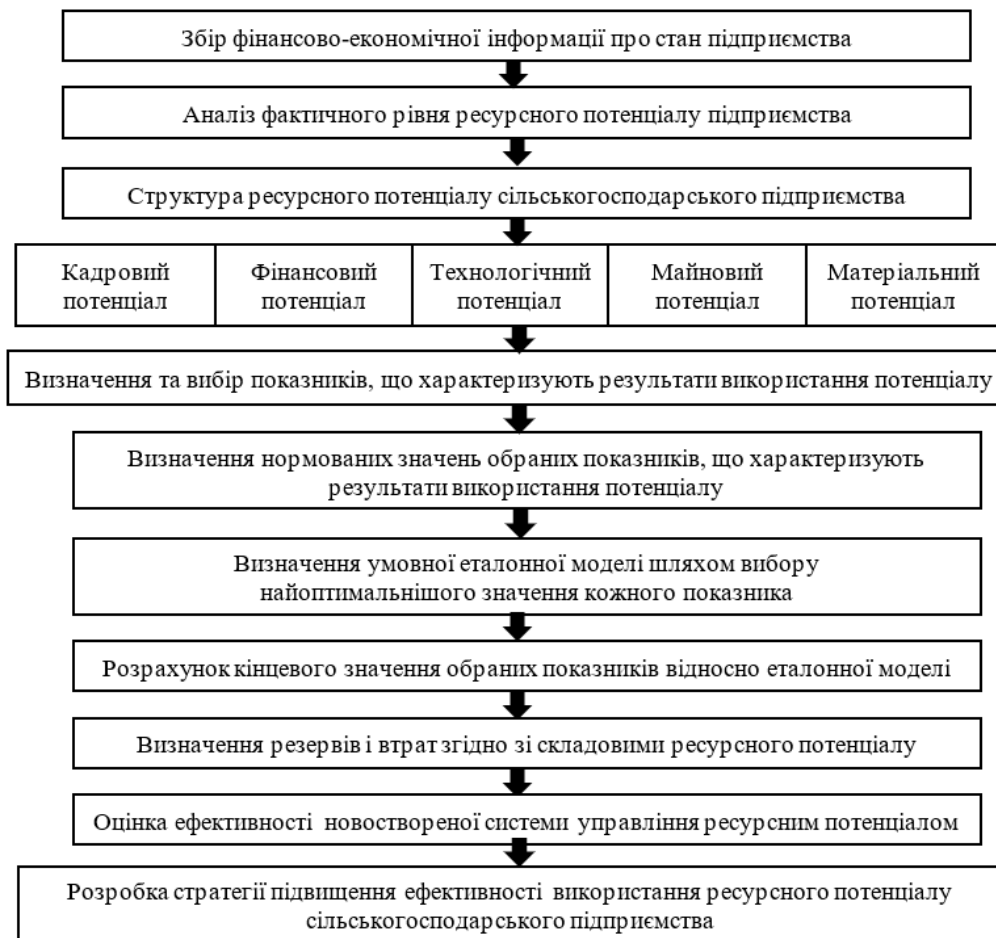 Збір фінансово-економічної інформації про стан підприємства
Аналіз фактичного рівня ресурсного потенціалу підприємства
Структура ресурсного потенціалу сільськогосподарського підприємства
Кадровий
потенціал
Фінансовий
потенціал
Технологічний
потенціал
Майновий
потенціал
Матеріальний
потенціал
Визначення та вибір показників, що характеризують результати використання потенціалу
Визначення нормованих значень обраних показників, що характеризують
результати використання потенціалу
Визначення умовної еталонної моделі шляхом вибору
найоптимальнішого значення кожного показника
Розрахунок кінцевого значення обраних показників відносно еталонної моделі
Визначення резервів і втрат згідно зі складовими ресурсного потенціалу
Оцінка ефективності новоствореної системи управління ресурсним потенціалом
Розробка стратегії підвищення ефективності використання ресурсного потенціалу
сільськогосподарського підприємства